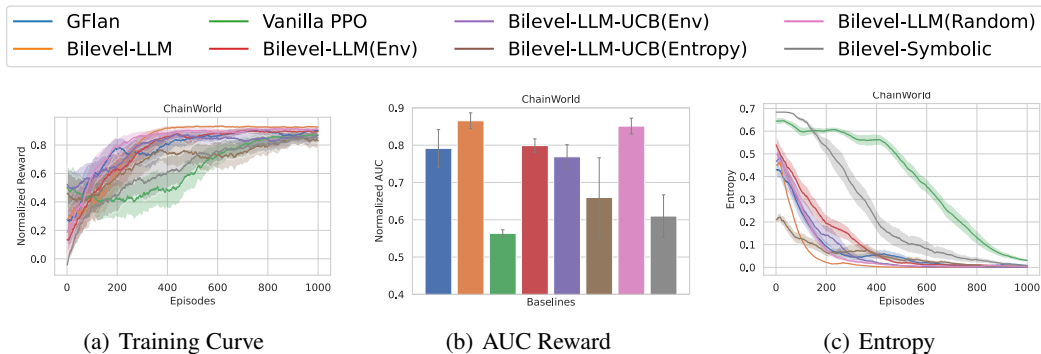 GFlan Vanilla PPO Bilevel-LLM-UCB(Env) Bilevel-LLM(Random)
Bilevel-LLM Bilevel-LLM(Env) Bilevel-LLM-UCB(Entropy) Bilevel-Symbolic
ChainWorld
Normalized Reward
0.8
0.6
0.4
0.2
0.0
0 200 400 600 800 1000
Episodes
(a) Training Curve
ChainWorld
Normalized AUC
0.9
0.8
0.7
0.6
0.5
0.4
Baselines
(b) AUC Reward
ChainWorld
Entropy
0.7
0.6
0.5
0.4
0.3
0.2
0.1
0.0
0 200 400 600 800 1000
Episodes
(c) Entropy